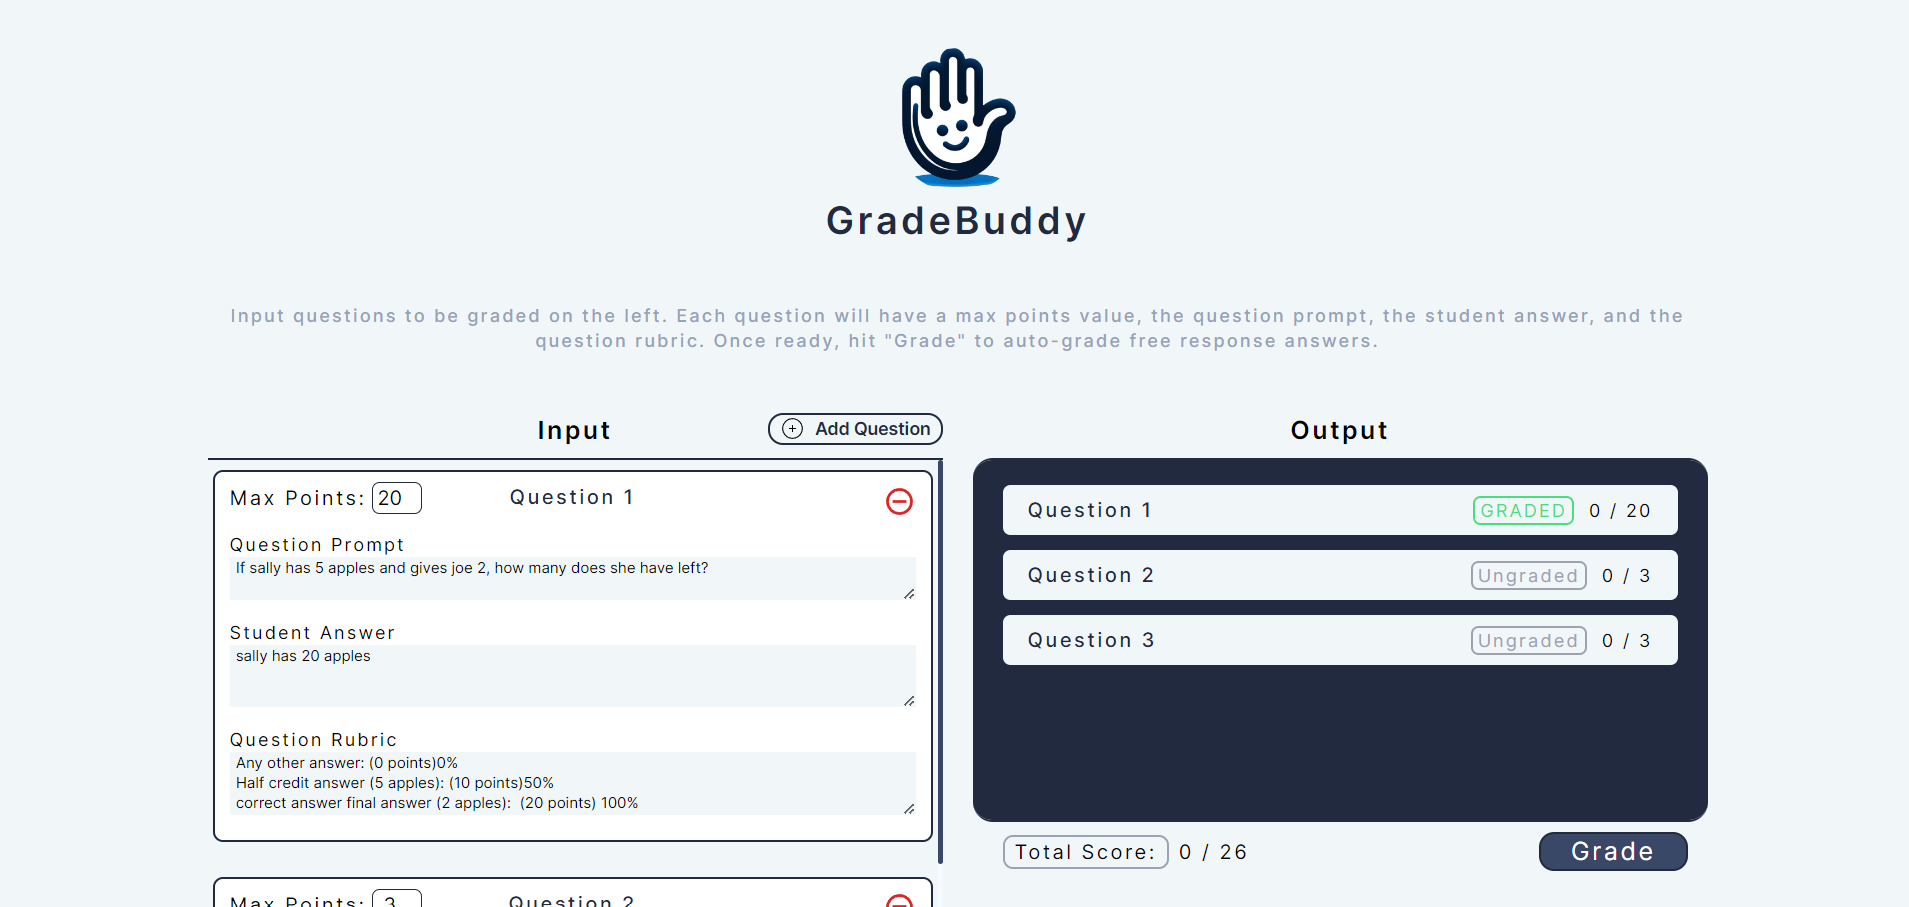 GradeBuddy
Input questions to be graded on the left. Each question will have a max points value, the question prompt, the student answer, and the
question rubric. Once ready, hit "Grade" to auto-grade free response answers.
Input
Add Question
Max Points: 20
Question 1
Question Prompt
If sally has 5 apples and gives joe 2, how many does she have left?
Student Answer
sally has 20 apples
Question Rubric
Any other answer: (0 points)0%
Half credit answer (5 apples): (10 points)50%
correct answer final answer (2 apples):  (20 points) 100%
Max Points: 3
Question 2
Output
Question 1 GRADED 0 / 20
Question 2 Ungraded 0 / 3
Question 3 Ungraded 0 / 3
Total Score: 0 / 26
Grade